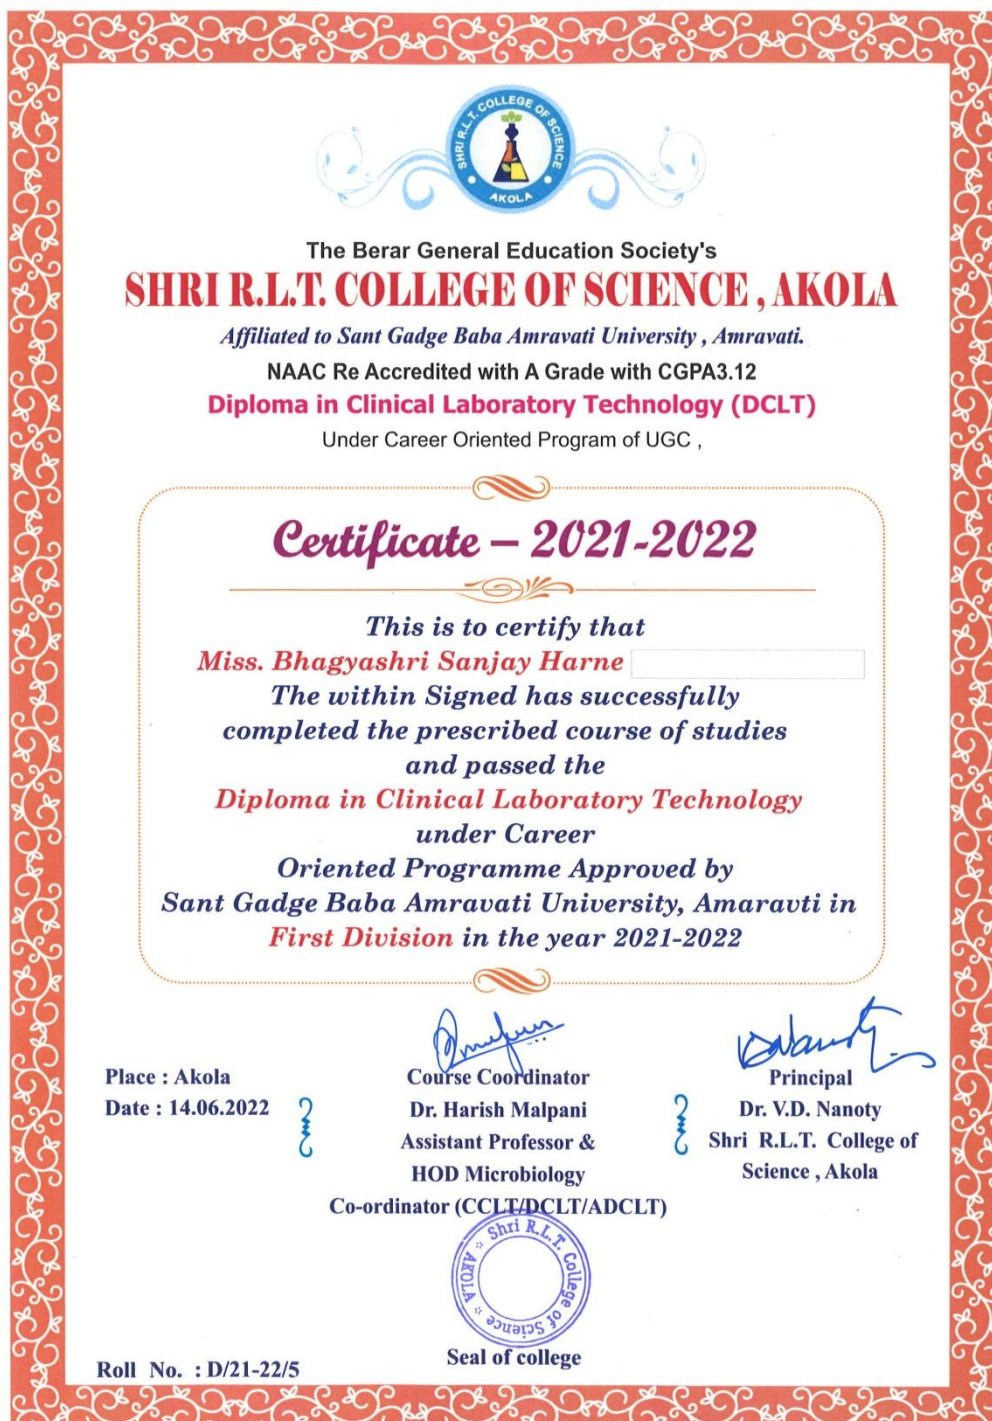 SHRI R.L.T. COLLEGE OF SCIENCE
AKOLA
The Berar General Education Society's
SHRI R.L.T. COLLEGE OF SCIENCE , AKOLA
Affiliated to Sant Gadge Baba Amravati University , Amravati.
NAAC Re Accredited with A Grade with CGPA3.12
Diploma in Clinical Laboratory Technology (DCLT)
Under Career Oriented Program of UGC ,
Certificate – 2021-2022
This is to certify that
Miss. Bhagyashri Sanjay Harne
The within Signed has successfully
completed the prescribed course of studies
and passed the
Diploma in Clinical Laboratory Technology
under Career
Oriented Programme Approved by
Sant Gadge Baba Amravati University, Amaravti in
First Division in the year 2021-2022
Place : Akola
Date : 14.06.2022
Course Coordinator
Dr. Harish Malpani
Assistant Professor &
HOD Microbiology
Co-ordinator (CCLT/DCLT/ADCLT)
Principal
Dr. V.D. Nanoty
Shri R.L.T. College of
Science , Akola
Shri R.L.T. College of Science
AKOLA
Seal of college
Roll No. : D/21-22/5